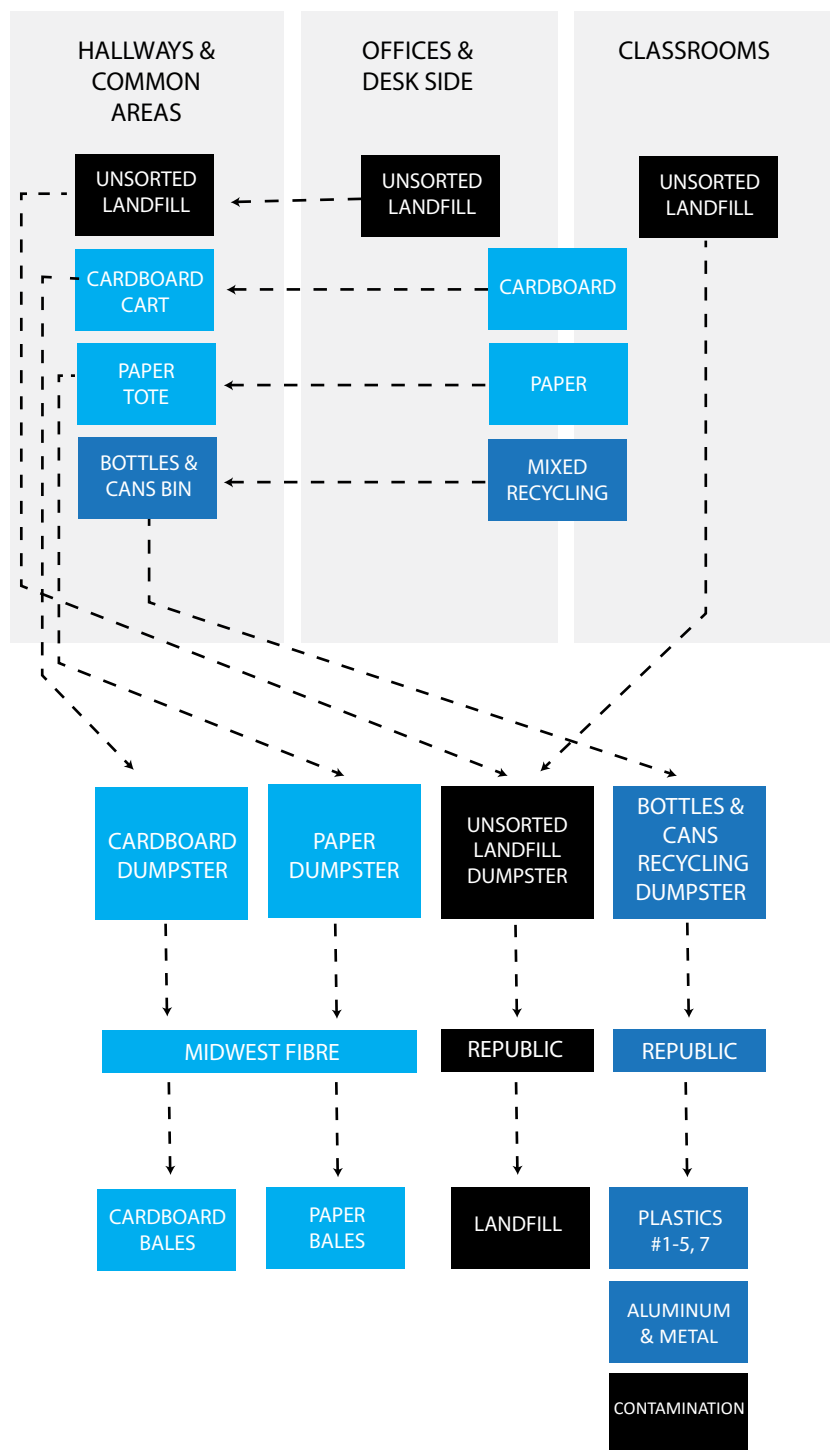 HALLWAYS &
COMMON
AREAS
OFFICES &
DESK SIDE
CLASSROOMS
UNSORTED
LANDFILL
UNSORTED
LANDFILL
UNSORTED
LANDFILL
CARDBOARD
CART
CARDBOARD
PAPER
TOTE
PAPER
BOTTLES &
CANS BIN
MIXED
RECYCLING
CARDBOARD
DUMPSTER
PAPER
DUMPSTER
UNSORTED
LANDFILL
DUMPSTER
BOTTLES &
CANS
RECYCLING
DUMPSTER
MIDWEST FIBRE
REPUBLIC
REPUBLIC
CARDBOARD
BALES
PAPER
BALES
LANDFILL
PLASTICS
#1-5, 7
ALUMINUM
& METAL
CONTAMINATION